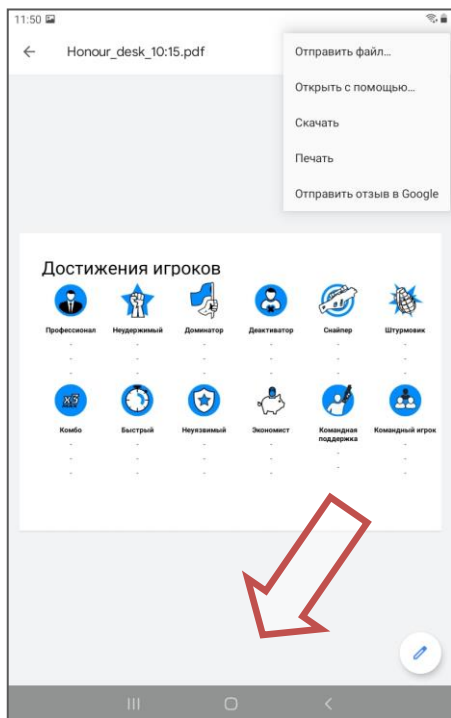 11:50
Honour_desk_10:15.pdf
Отправить файл...
Открыть с помощью...
Скачать
Печать
Отправить отзыв в Google
Достижения игроков
Профессионал Неудержимый Доминатор Деактиватор Снайпер Штурмовик
- - - - - -
- - - - - -
- - - - - -
x5
Комбо Быстрый Неуязвимый Экономист Командная поддержка Командный игрок
- - - - - -
- - - - - -
- - - - - -